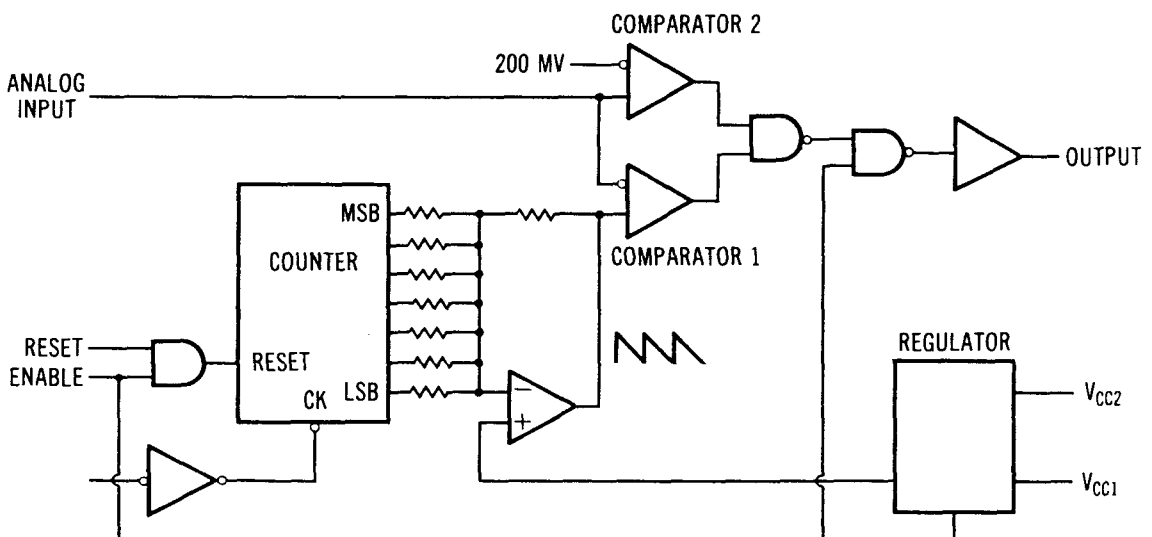 COMPARATOR 2
200 MV
ANALOG
INPUT
OUTPUT
MSB
COUNTER
COMPARATOR 1
RESET
ENABLE
RESET
CK
LSB
−
+
REGULATOR
VCC2
VCC1